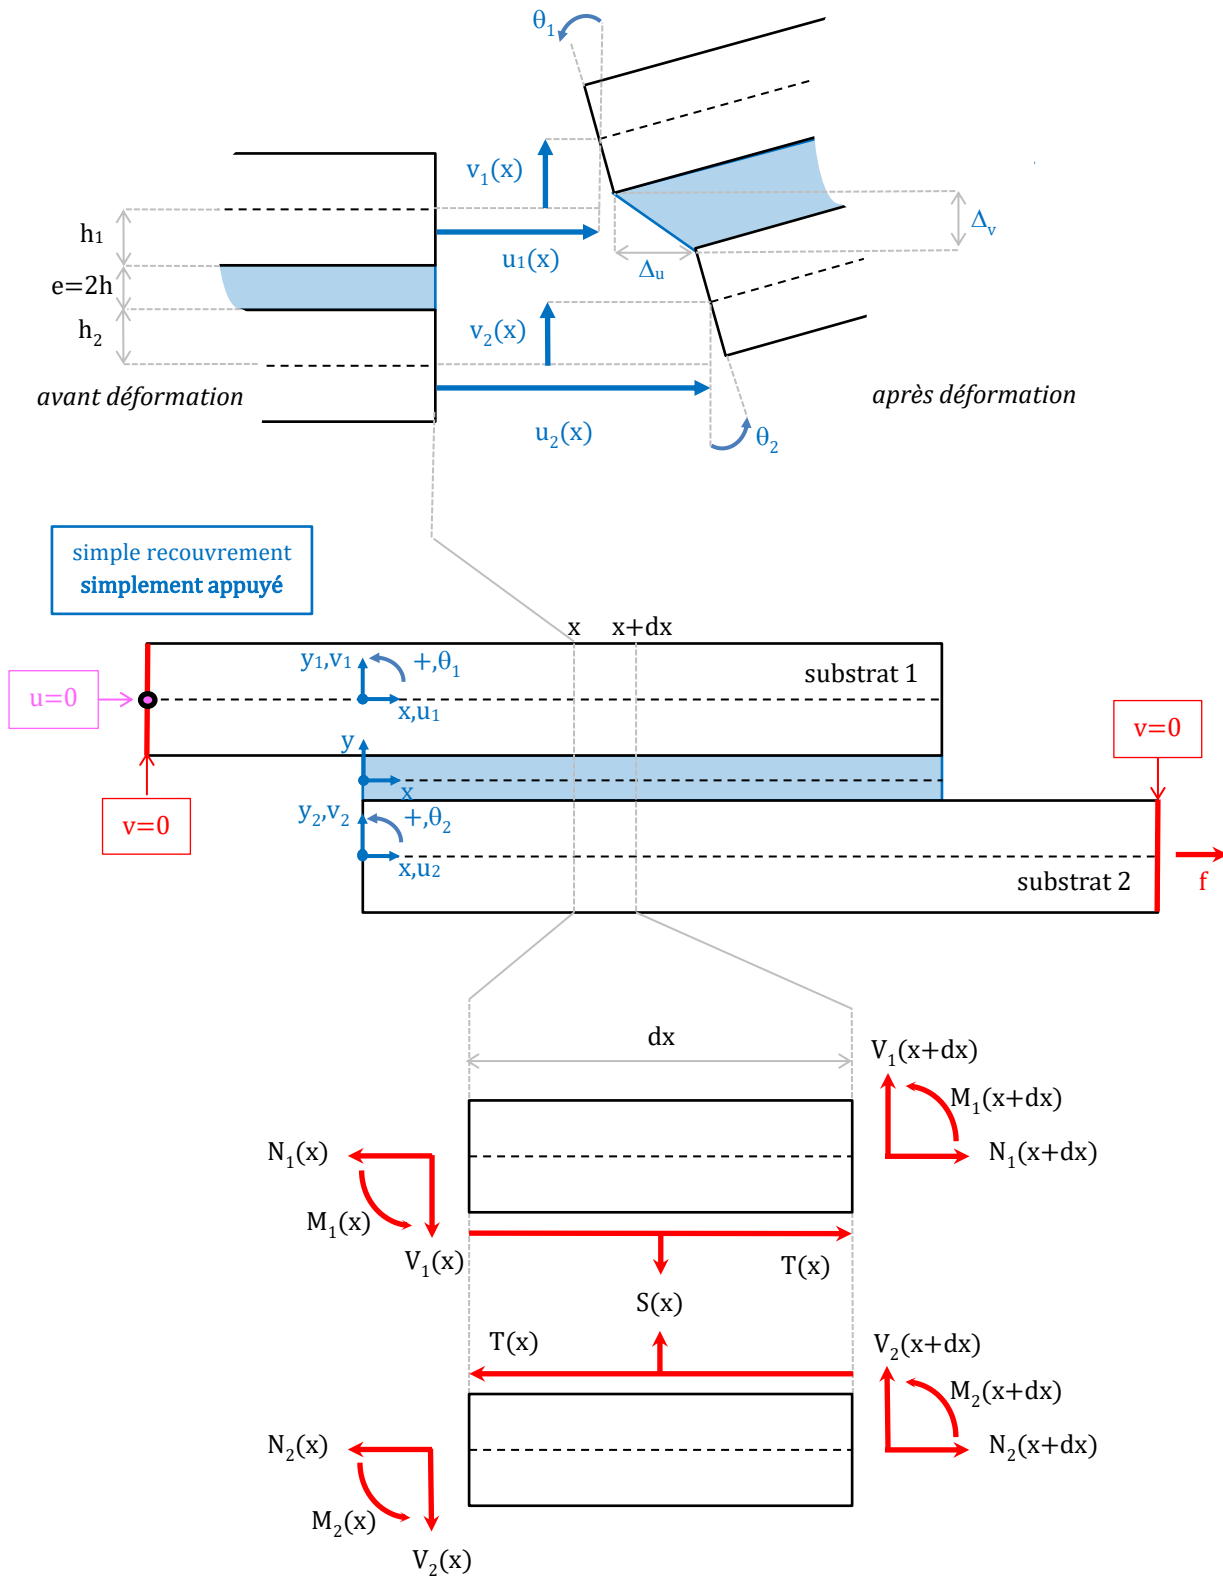 θ₁
v₁(x)
h₁
u₁(x)
Δᵥ
Δᵤ
e=2h
h₂
v₂(x)
avant déformation
après déformation
u₂(x)
θ₂
simple recouvrement
simplement appuyé
x x+dx
y₁,v₁ +,θ₁
substrat 1
u=0
x,u₁
v=0
y
x
v=0
y₂,v₂ +,θ₂
x,u₂
substrat 2
f
dx
V₁(x+dx)
M₁(x+dx)
N₁(x)
N₁(x+dx)
M₁(x)
V₁(x)
T(x)
S(x)
T(x)
V₂(x+dx)
M₂(x+dx)
N₂(x)
N₂(x+dx)
M₂(x)
V₂(x)